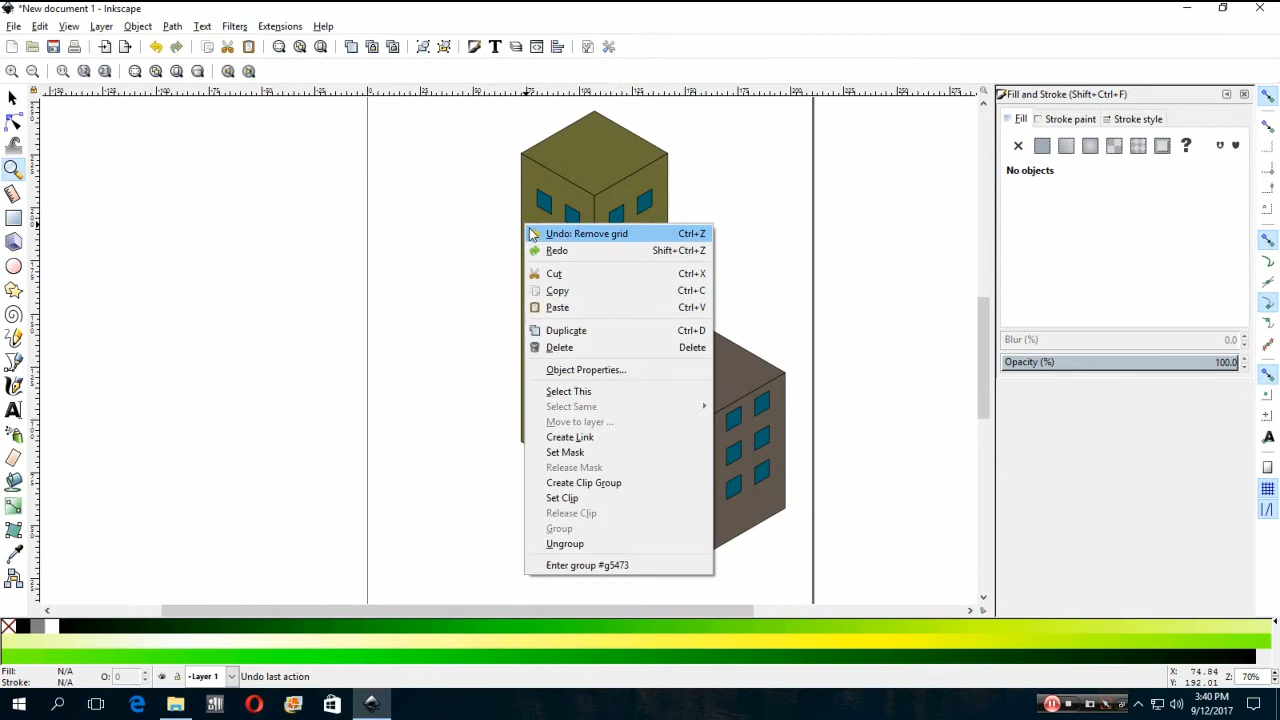 *New document 1 - Inkscape
File Edit View Layer Object Path Text Filters Extensions Help
Fill and Stroke (Shift+Ctrl+F)
Fill Stroke paint Stroke style
No objects
Blur (%) 0.0
Opacity (%) 100.0
Undo: Remove grid Ctrl+Z
Redo Shift+Ctrl+Z
Cut Ctrl+X
Copy Ctrl+C
Paste Ctrl+V
Duplicate Ctrl+D
Delete Delete
Object Properties...
Select This
Select Same
Move to layer ...
Create Link
Set Mask
Release Mask
Create Clip Group
Set Clip
Release Clip
Group
Ungroup
Enter group #g5473
Fill: N/A
Stroke: N/A
O: 0
Layer 1
Undo last action
X: 74.84
Y: 192.01
Z: 70%
3:40 PM
9/12/2017